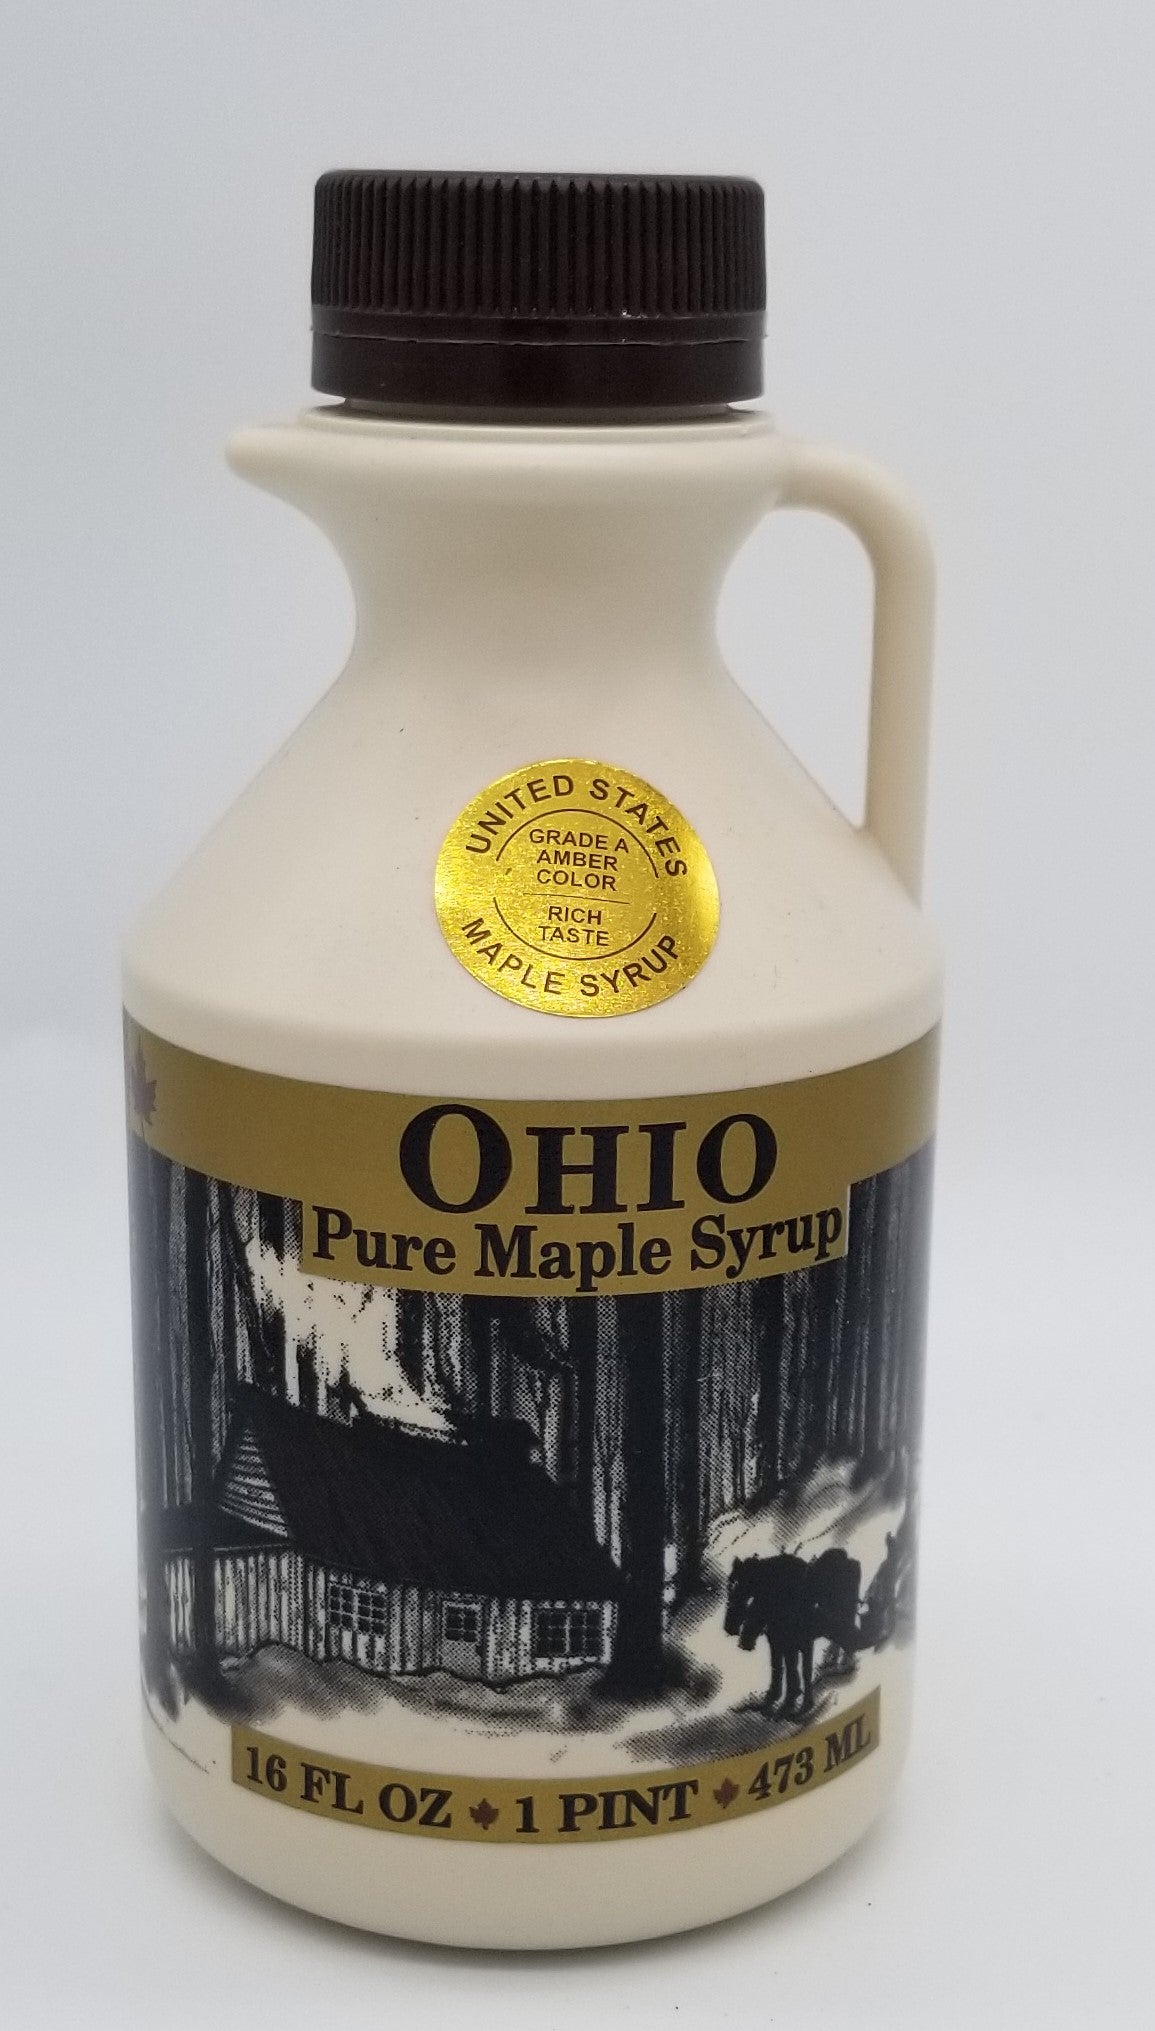 UNITED STATES
GRADE A
AMBER
COLOR
RICH
TASTE
MAPLE SYRUP
OHIO
Pure Maple Syrup
16 FL OZ 1 PINT 473 ML